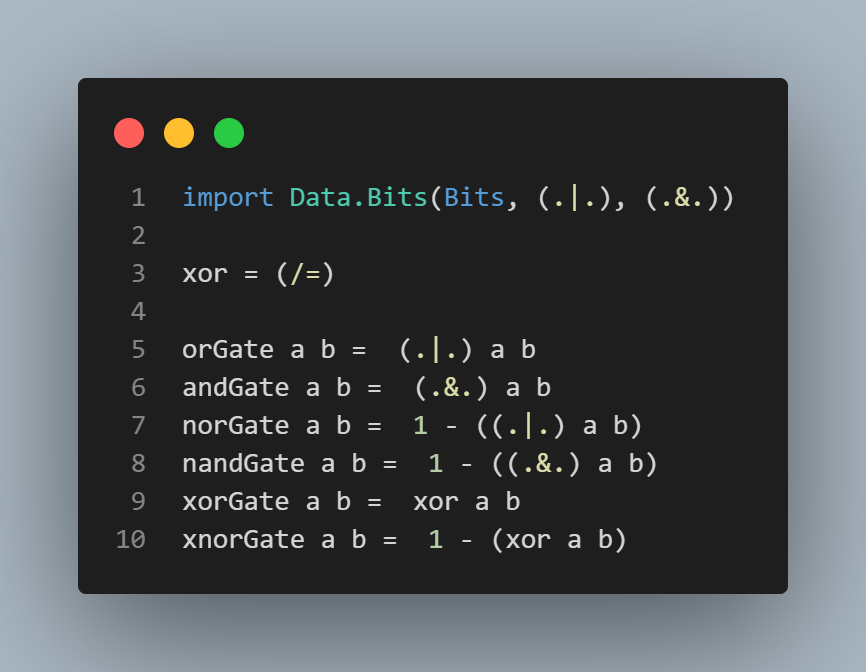 1 import Data.Bits(Bits, (.|.), (.&.))
2
3 xor = (/=)
4
5 orGate a b =  (.|.) a b
6 andGate a b =  (.&.) a b
7 norGate a b =  1 - ((.|.) a b)
8 nandGate a b =  1 - ((.&.) a b)
9 xorGate a b =  xor a b
10 xnorGate a b =  1 - (xor a b)